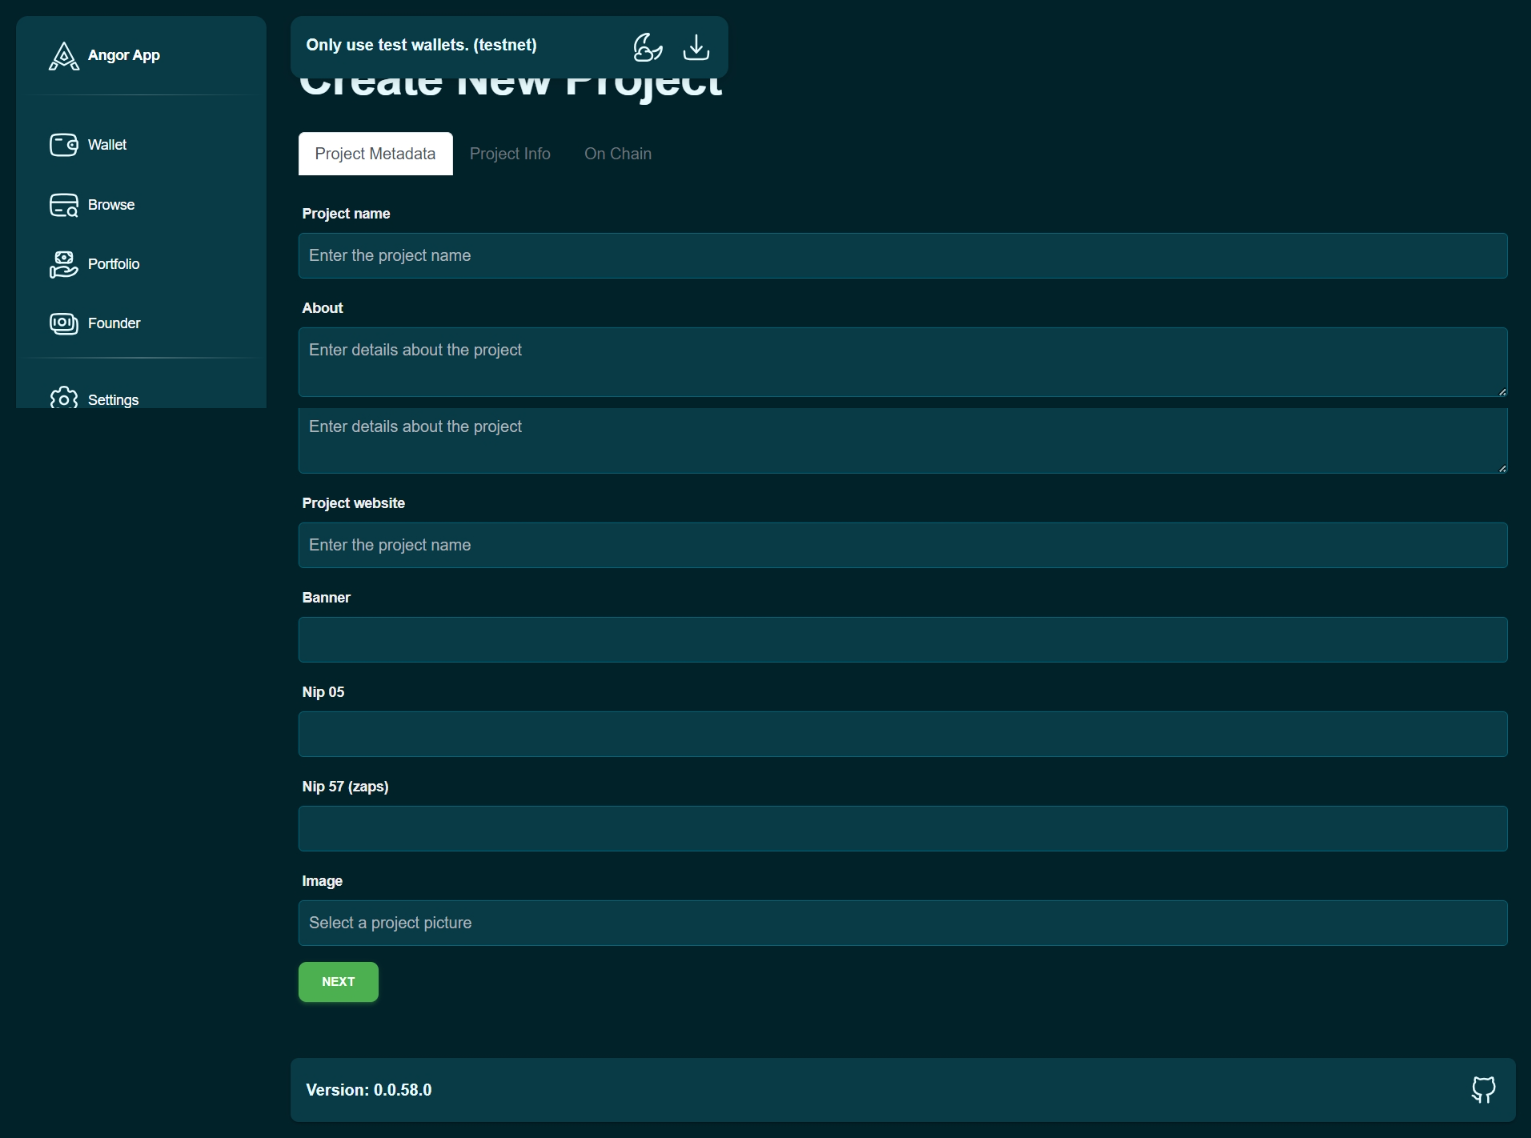 Angor App
Wallet
Browse
Portfolio
Founder
Settings
Only use test wallets. (testnet)
Create New Project
Project Metadata
Project Info
On Chain
Project name
Enter the project name
About
Enter details about the project
Enter details about the project
Project website
Enter the project name
Banner
Nip 05
Nip 57 (zaps)
Image
Select a project picture
NEXT
Version: 0.0.58.0